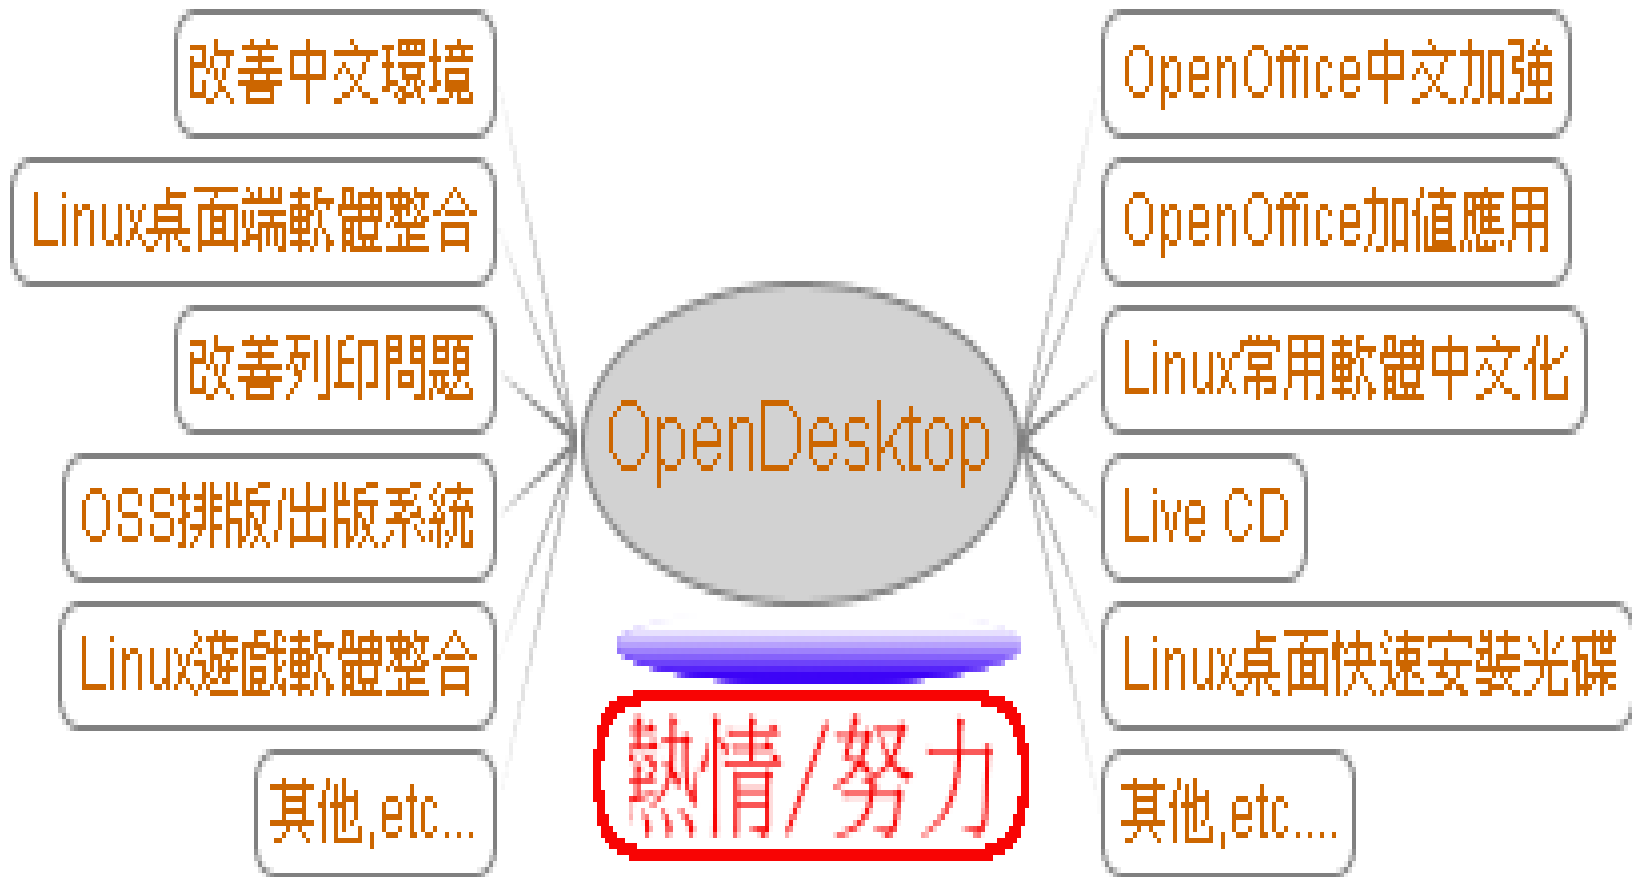 改善中文環境
Linux桌面端軟體整合
改善列印問題
OSS排版/出版系統
Linux遊戲軟體整合
其他,etc...
OpenDesktop
熱情/努力
OpenOffice中文加強
OpenOffice加值應用
Linux常用軟體中文化
Live CD
Linux桌面快速安裝光碟
其他,etc....